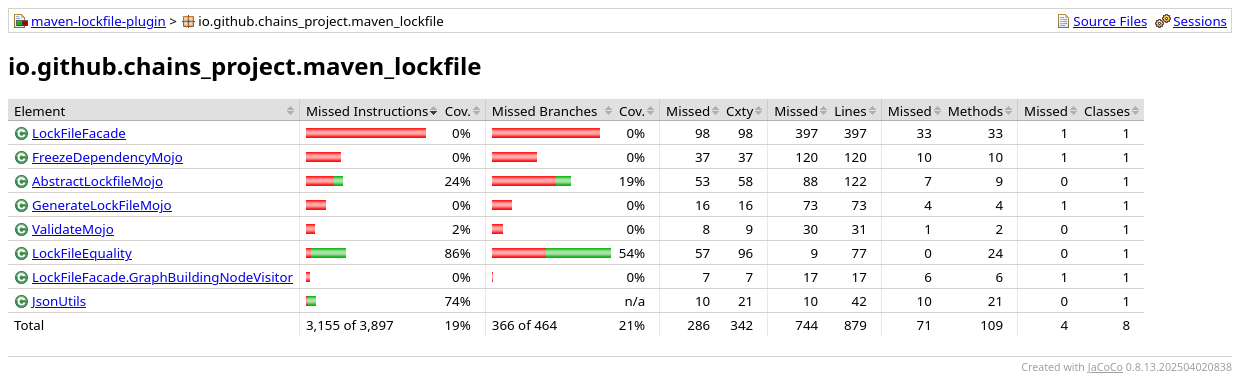 maven-lockfile-plugin > io.github.chains_project.maven_lockfile Source Files Sessions
io.github.chains_project.maven_lockfile
Element Missed Instructions Cov. Missed Branches Cov. Missed Cxty Missed Lines Missed Methods Missed Classes
LockFileFacade 0% 0% 98 98 397 397 33 33 1 1
FreezeDependencyMojo 0% 0% 37 37 120 120 10 10 1 1
AbstractLockfileMojo 24% 19% 53 58 88 122 7 9 0 1
GenerateLockFileMojo 0% 0% 16 16 73 73 4 4 1 1
ValidateMojo 2% 0% 8 9 30 31 1 2 0 1
LockFileEquality 86% 54% 57 96 9 77 0 24 0 1
LockFileFacade.GraphBuildingNodeVisitor 0% 0% 7 7 17 17 6 6 1 1
JsonUtils 74% n/a 10 21 10 42 10 21 0 1
Total 3,155 of 3,897 19% 366 of 464 21% 286 342 744 879 71 109 4 8
Created with JaCoCo 0.8.13.202504020838